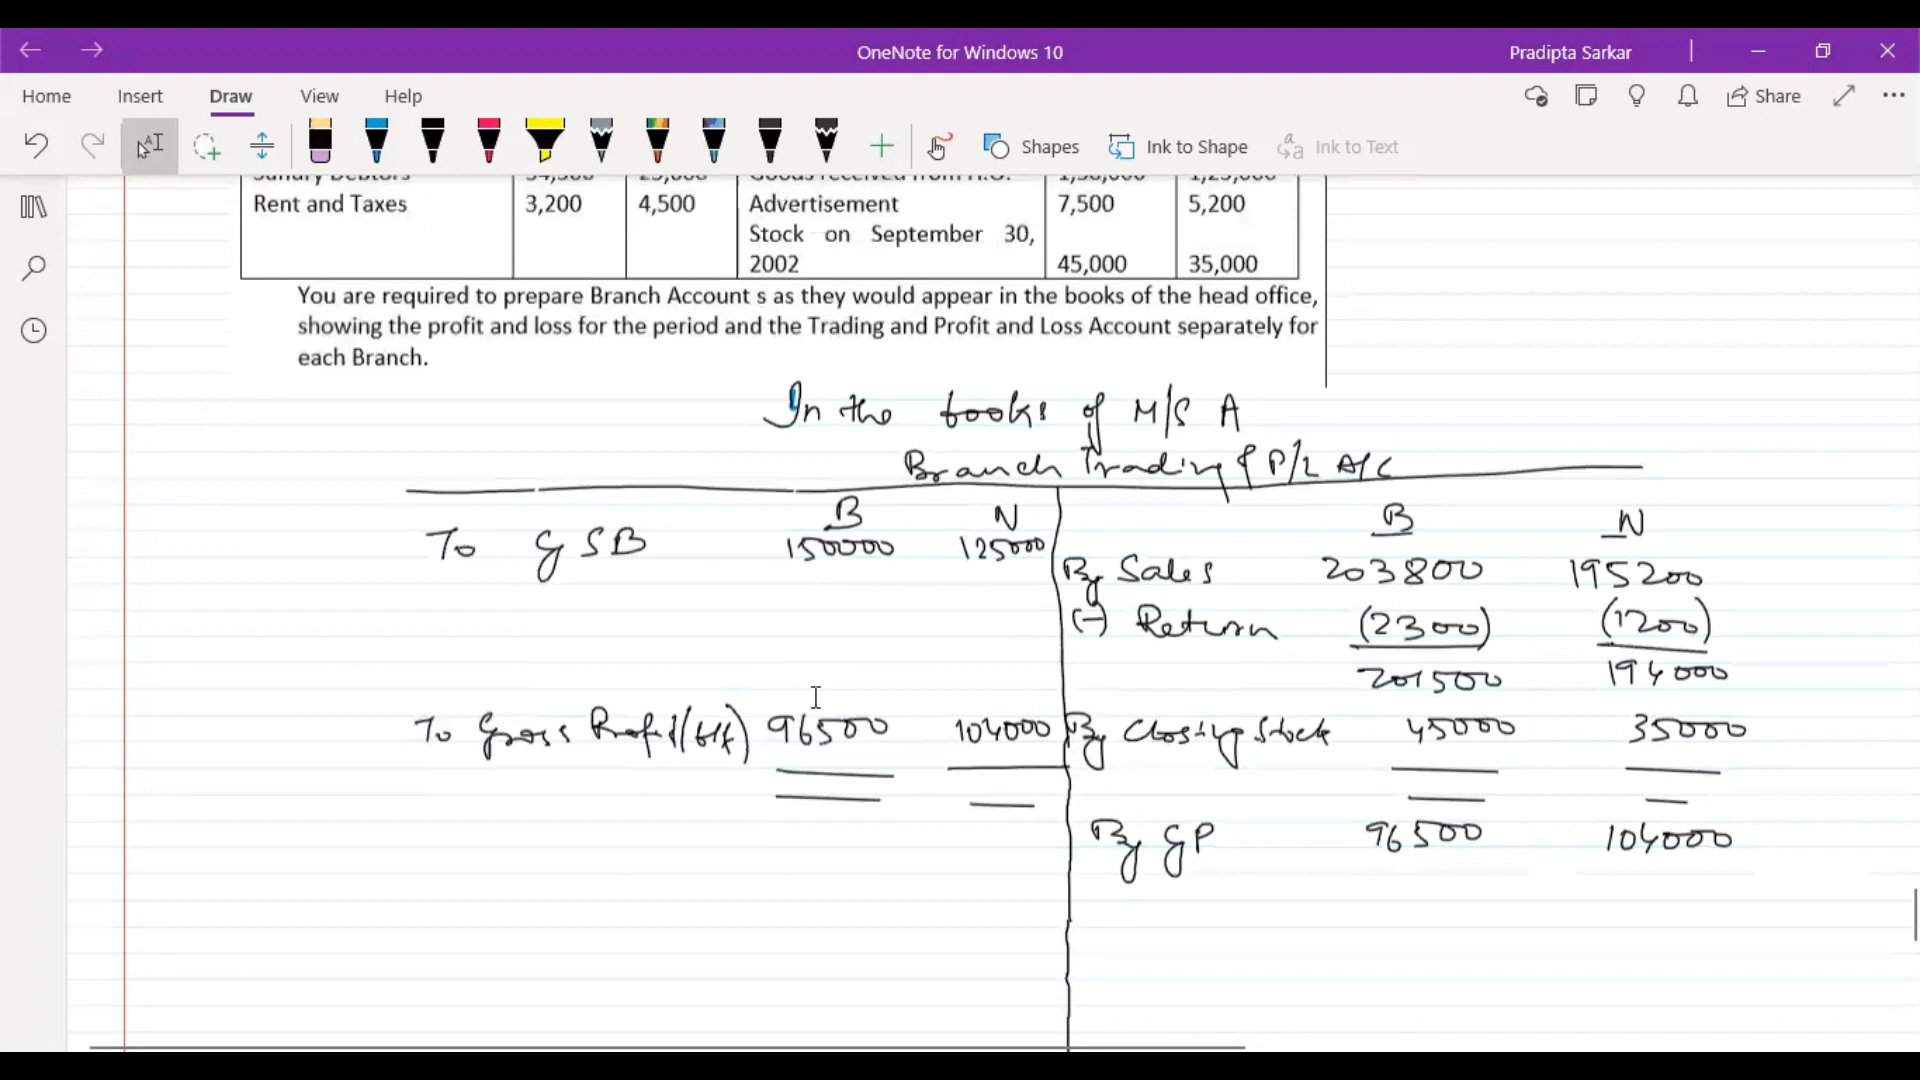 OneNote for Windows 10
Pradipta Sarkar
Home Insert Draw View Help
Share
Shapes Ink to Shape Ink to Text
Sundry Debtors
Goods received from H.O.
Rent and Taxes 3,200 4,500 Advertisement 7,500 5,200
Stock on September 30,
2002 45,000 35,000
You are required to prepare Branch Account s as they would appear in the books of the head office,
showing the profit and loss for the period and the Trading and Profit and Loss Account separately for
each Branch.
In the books of M/S A
Branch Trading & P/L A/C
B N B N
To GSB 150000 125000 By Sales 203800 195200
(-) Return (2300) (1200)
201500 194000
To Gross Profit (b/f) 96500 104000 By Closing Stock 45000 35000
By GP 96500 104000